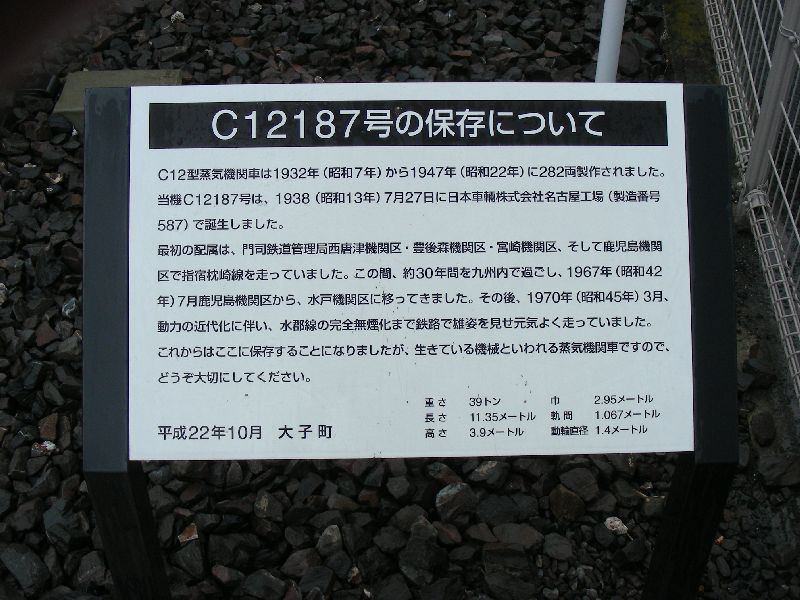 C12187号の保存について
C12型蒸気機関車は1932年（昭和7年）から1947年（昭和22年）に282両製作されました。
当機C12187号は、1938（昭和13年）7月27日に日本車輌株式会社名古屋工場（製造番号
587）で誕生しました。
最初の配属は、門司鉄道管理局西唐津機関区・豊後森機関区・宮崎機関区、そして鹿児島機関
区で指宿枕崎線を走っていました。この間、約30年間を九州内で過ごし、1967年（昭和42
年）7月鹿児島機関区から、水戸機関区に移ってきました。その後、1970年（昭和45年）3月、
動力の近代化に伴い、水郡線の完全無煙化まで鉄路で雄姿を見せ元気よく走っていました。
これからはここに保存することになりましたが、生きている機械といわれる蒸気機関車ですので、
どうぞ大切にしてください。
重さ 39トン 巾 2.95メートル
長さ 11.35メートル 軌間 1.067メートル
高さ 3.9メートル 動輪直径 1.4メートル
平成22年10月 大子町